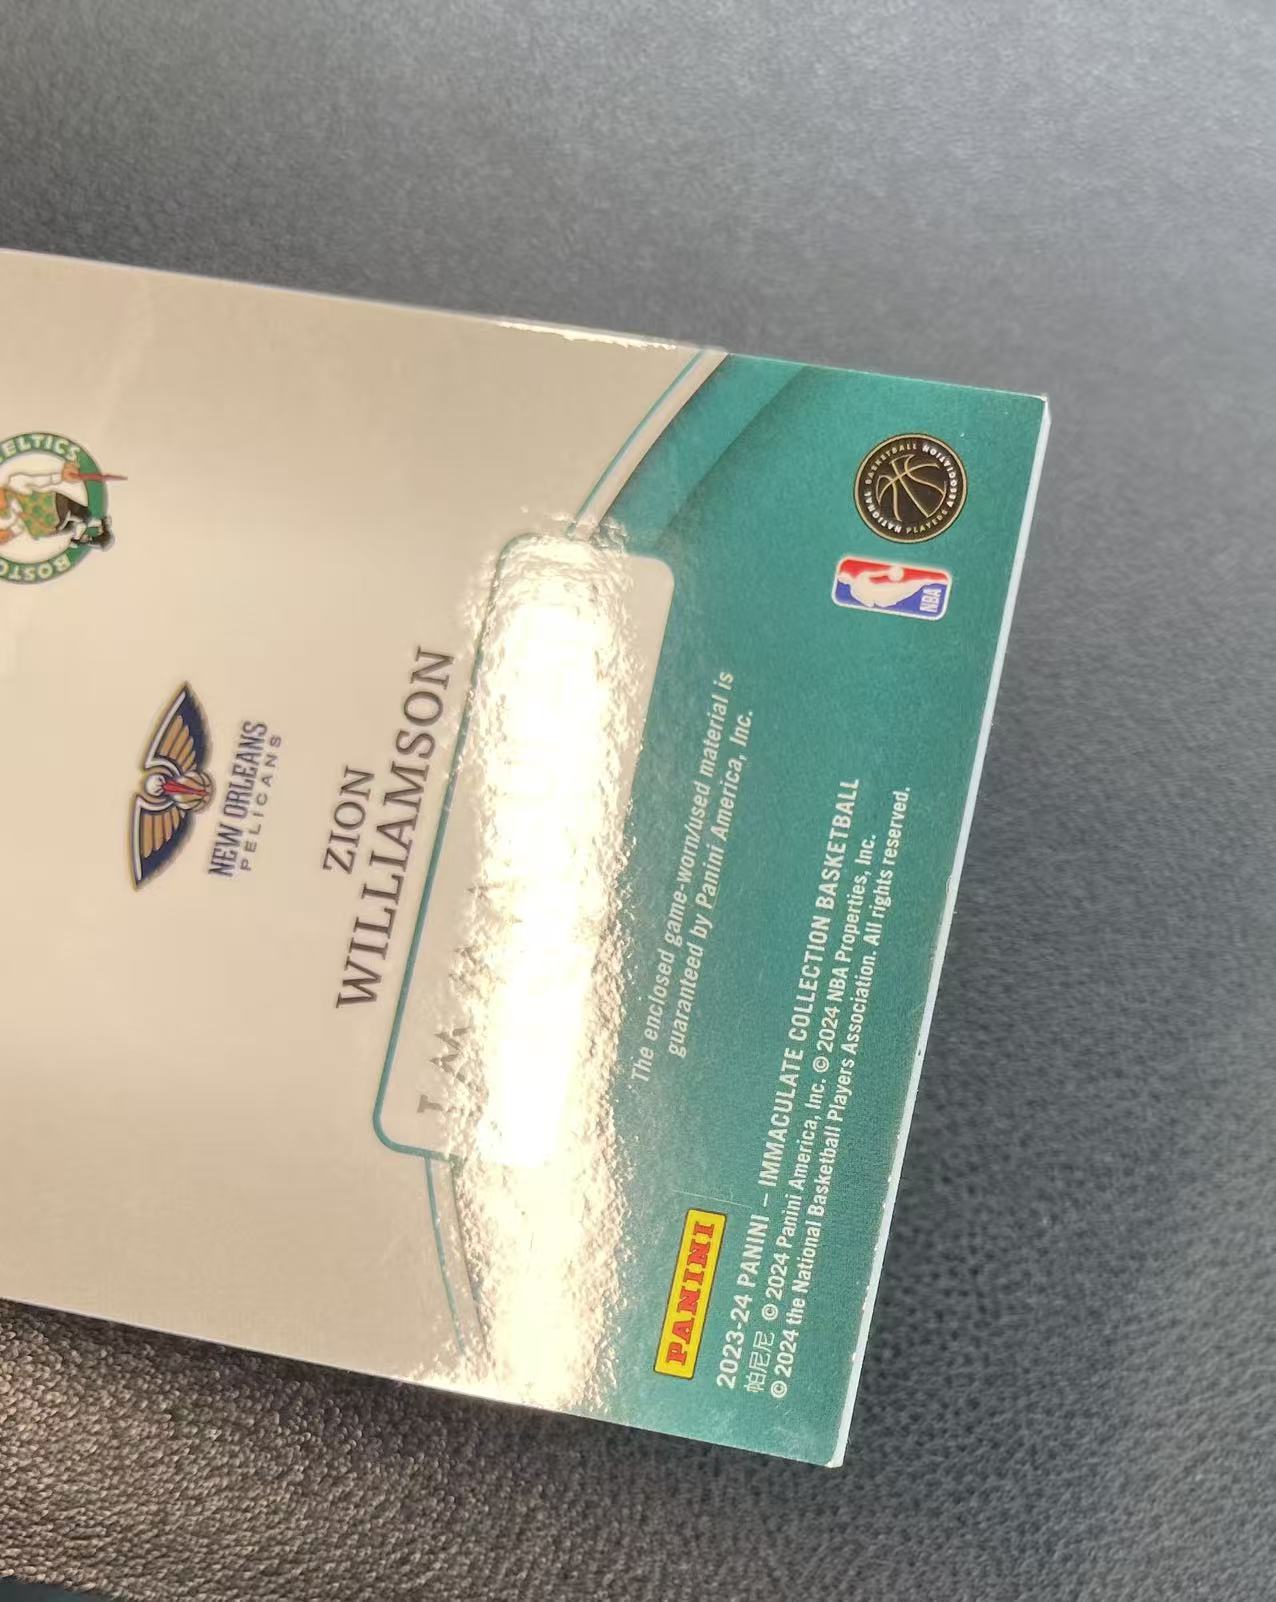 CELTICS
BOSTO
NEW ORLEANS
PELICANS
ZION
WILLIAMSON
The enclosed game-worn/used material is
guaranteed by Panini America, Inc.
PANINI
2023-24 PANINI – IMMACULATE COLLECTION BASKETBALL
帕尼尼 © 2024 Panini America, Inc. © 2024 NBA Properties, Inc.
© 2024 the National Basketball Players Association. All rights reserved.
NBA
NATIONAL BASKETBALL PLAYERS ASSOCIATION